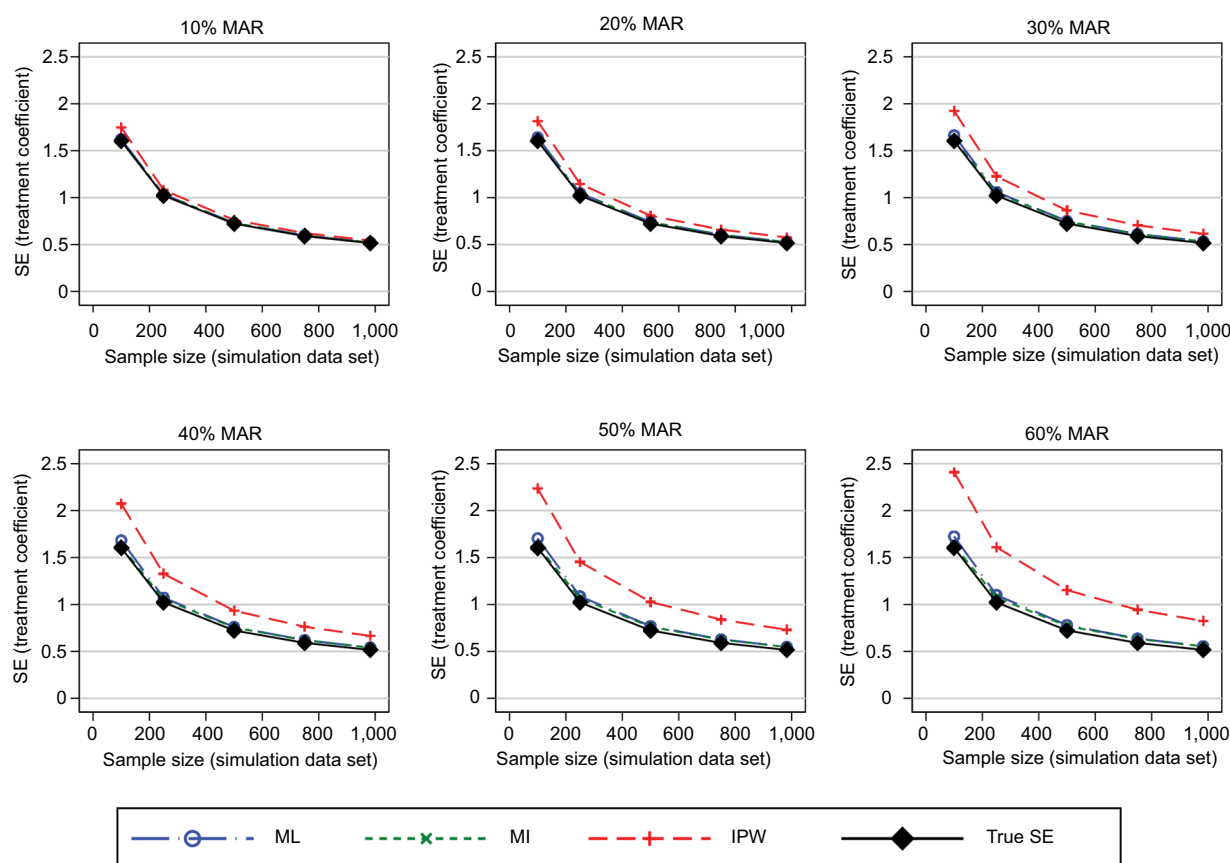 10% MAR
20% MAR
30% MAR
SE (treatment coefficient)
2.5
2
1.5
1
0.5
0
0 200 400 600 800 1,000
Sample size (simulation data set)
SE (treatment coefficient)
2.5
2
1.5
1
0.5
0
0 200 400 600 800 1,000
Sample size (simulation data set)
SE (treatment coefficient)
2.5
2
1.5
1
0.5
0
0 200 400 600 800 1,000
Sample size (simulation data set)
40% MAR
50% MAR
60% MAR
SE (treatment coefficient)
2.5
2
1.5
1
0.5
0
0 200 400 600 800 1,000
Sample size (simulation data set)
SE (treatment coefficient)
2.5
2
1.5
1
0.5
0
0 200 400 600 800 1,000
Sample size (simulation data set)
SE (treatment coefficient)
2.5
2
1.5
1
0.5
0
0 200 400 600 800 1,000
Sample size (simulation data set)
ML MI IPW True SE